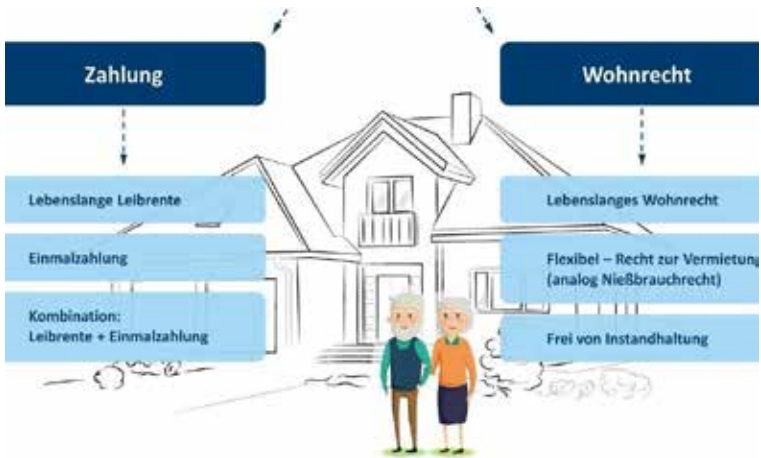 Zahlung
Lebenslange Leibrente
Einmalzahlung
Kombination:
Leibrente + Einmalzahlung
Wohnrecht
Lebenslanges Wohnrecht
Flexibel – Recht zur Vermietung
(analog Nießbrauchrecht)
Frei von Instandhaltung